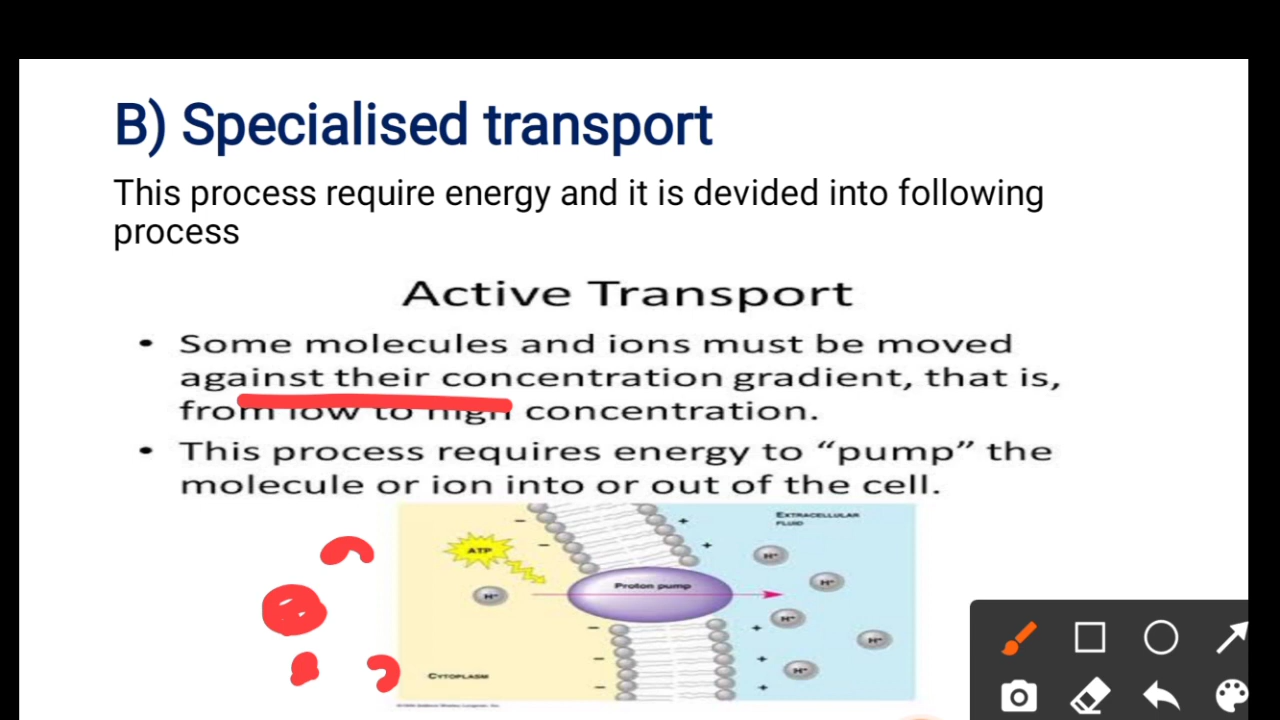 B) Specialised transport
This process require energy and it is devided into following
process
Active Transport
• Some molecules and ions must be moved
against their concentration gradient, that is,
from low to high concentration.
• This process requires energy to “pump” the
molecule or ion into or out of the cell.
EXTRACELLULAR
FLUID
ATP
H+
Proton pump
H+
H+
H+
H+
H+
CYTOPLASM